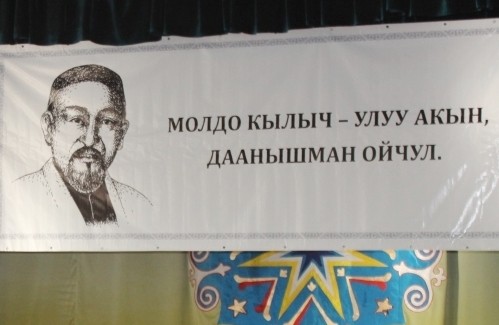 МОЛДО КЫЛЫЧ – УЛУУ АКЫН,
ДААНЫШМАН ОЙЧУЛ.